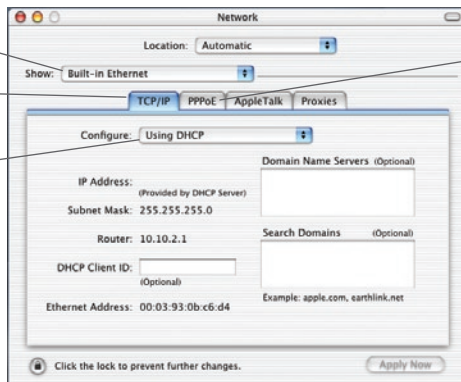 Network
Location: Automatic
Show: Built-in Ethernet
TCP/IP PPPoE AppleTalk Proxies
Configure: Using DHCP
Domain Name Servers (Optional)
IP Address:
(Provided by DHCP Server)
Subnet Mask: 255.255.255.0
Router: 10.10.2.1
Search Domains (Optional)
DHCP Client ID:
(Optional)
Ethernet Address: 00:03:93:0b:c6:d4
Example: apple.com, earthlink.net
Click the lock to prevent further changes.
Apply Now